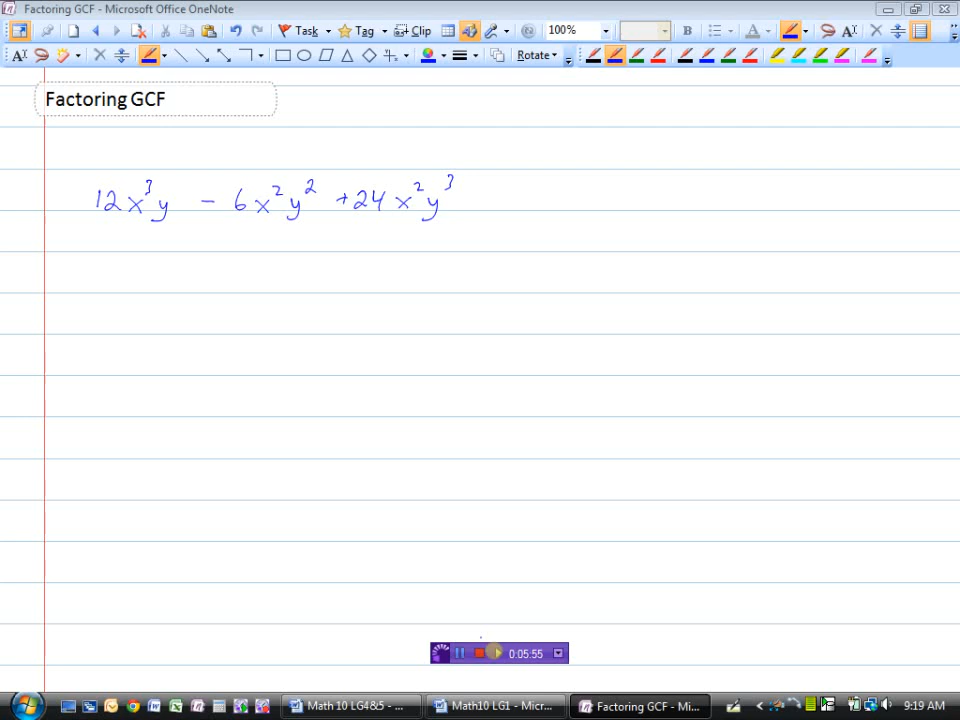 Factoring GCF - Microsoft Office OneNote
Task Tag Clip 100% B A
A Rotate
Factoring GCF
12x³y - 6x²y² +24x²y³
0:05:55
Math 10 LG4&5 - ... Math10 LG1 - Micr... Factoring GCF - Mi... 9:19 AM